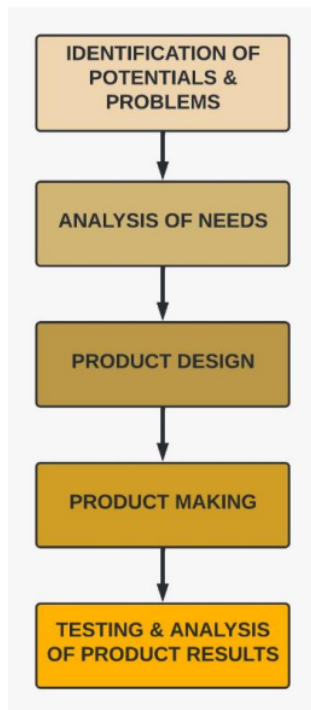 IDENTIFICATION OF
POTENTIALS &
PROBLEMS
ANALYSIS OF NEEDS
PRODUCT DESIGN
PRODUCT MAKING
TESTING & ANALYSIS
OF PRODUCT RESULTS